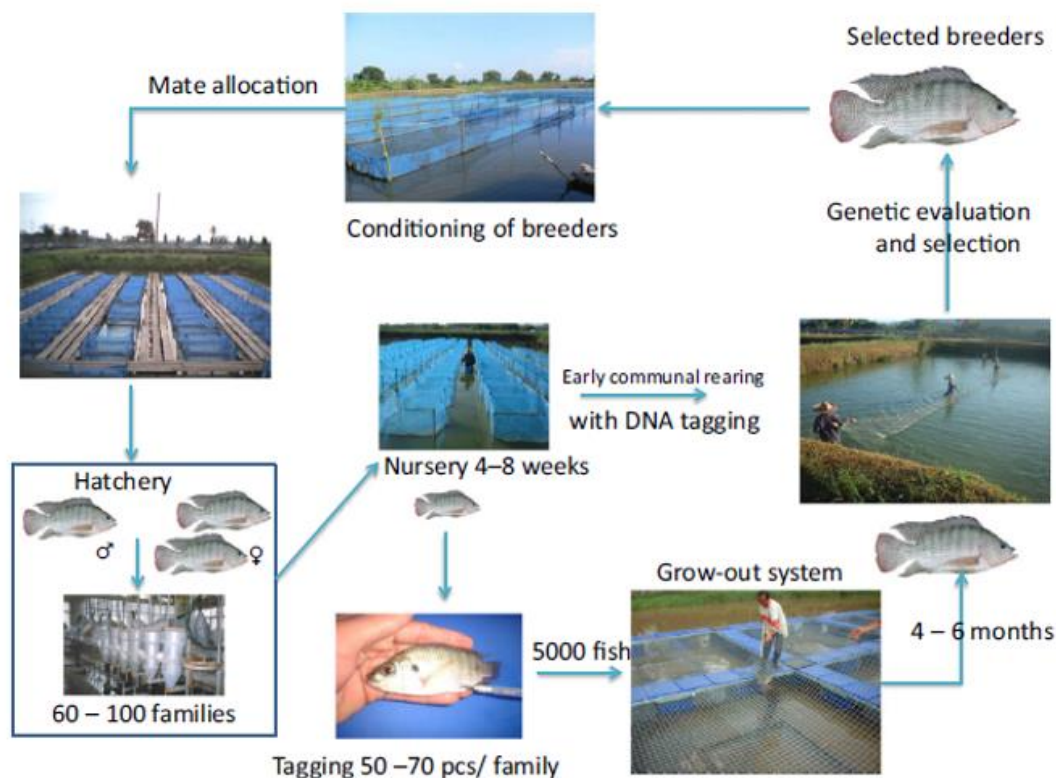 Selected breeders
Mate allocation
Conditioning of breeders
Genetic evaluation
and selection
Early communal rearing
with DNA tagging
Nursery 4–8 weeks
Hatchery
♂
♀
60 – 100 families
Grow-out system
5000 fish
4 – 6 months
Tagging 50 –70 pcs/ family